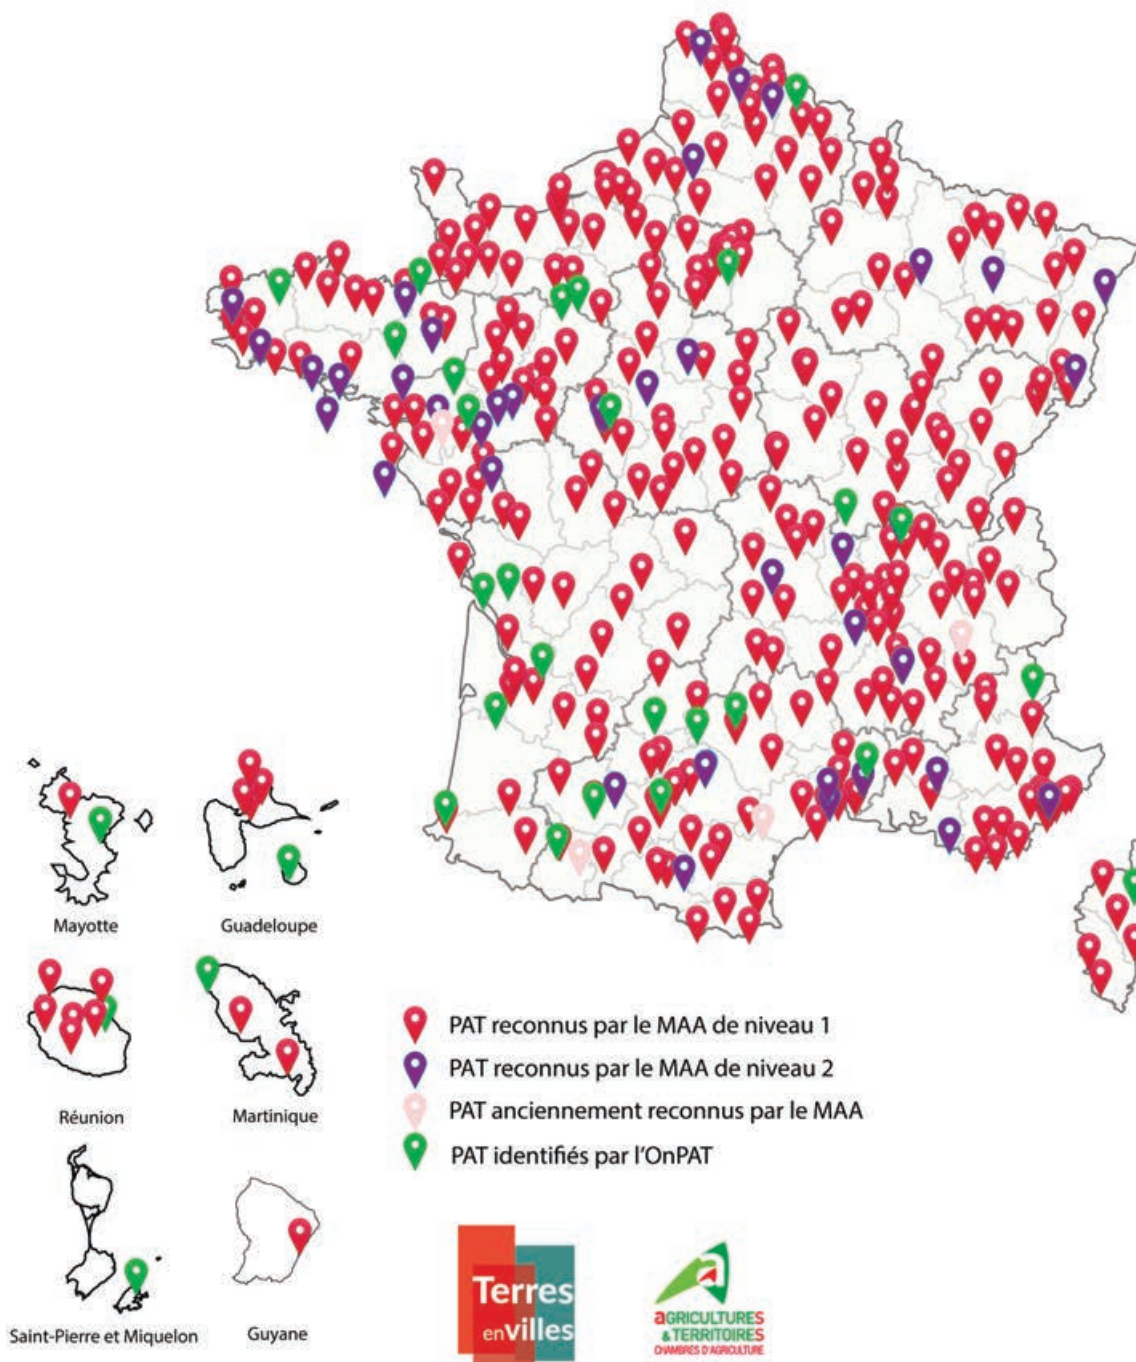 Mayotte
Guadeloupe
Réunion
Martinique
Saint-Pierre et Miquelon
Guyane
PAT reconnus par le MAA de niveau 1
PAT reconnus par le MAA de niveau 2
PAT anciennement reconnus par le MAA
PAT identifiés par l'OnPAT
Terres
en villes
a
AGRICULTURES
& TERRITOIRES
CHAMBRES D'AGRICULTURE